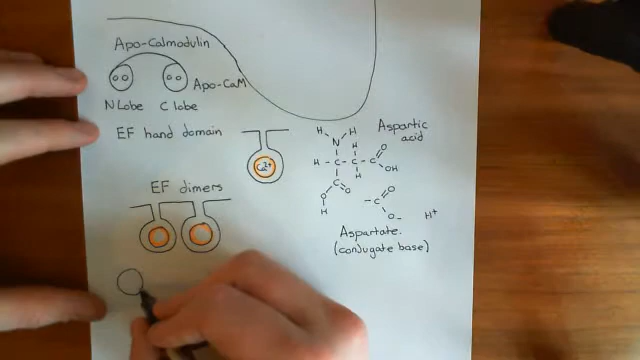 Apo-Calmodulin
Apo-CaM
N Lobe C lobe
EF hand domain
Ca2+
EF dimers
Aspartic
acid
H H
N H
H - C - C - C O
H OH
C O
O
H
- C O
O- H+
Aspartate.
(conjugate base)